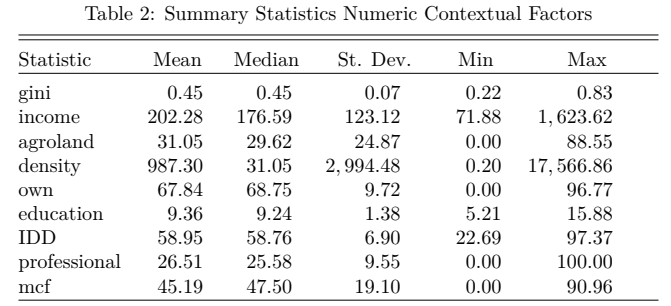 Table 2: Summary Statistics Numeric Contextual Factors
Statistic Mean Median St. Dev. Min Max
gini 0.45 0.45 0.07 0.22 0.83
income 202.28 176.59 123.12 71.88 1,623.62
agroland 31.05 29.62 24.87 0.00 88.55
density 987.30 31.05 2,994.48 0.20 17,566.86
own 67.84 68.75 9.72 0.00 96.77
education 9.36 9.24 1.38 5.21 15.88
IDD 58.95 58.76 6.90 22.69 97.37
professional 26.51 25.58 9.55 0.00 100.00
mcf 45.19 47.50 19.10 0.00 90.96